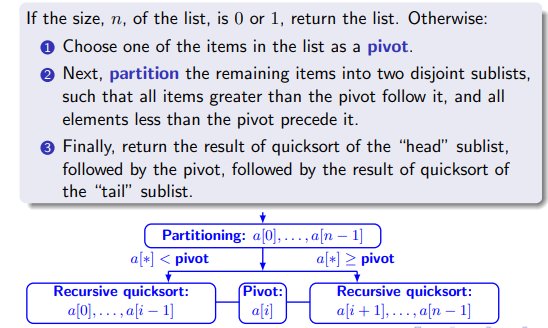 If the size, n, of the list, is 0 or 1, return the list. Otherwise:
1 Choose one of the items in the list as a pivot.
2 Next, partition the remaining items into two disjoint sublists,
such that all items greater than the pivot follow it, and all
elements less than the pivot precede it.
3 Finally, return the result of quicksort of the “head” sublist,
followed by the pivot, followed by the result of quicksort of
the “tail” sublist.
Partitioning: a[0], . . . , a[n − 1]
a[∗] < pivot a[∗] ≥ pivot
Recursive quicksort: Pivot: Recursive quicksort:
a[0], . . . , a[i − 1] a[i] a[i + 1], . . . , a[n − 1]